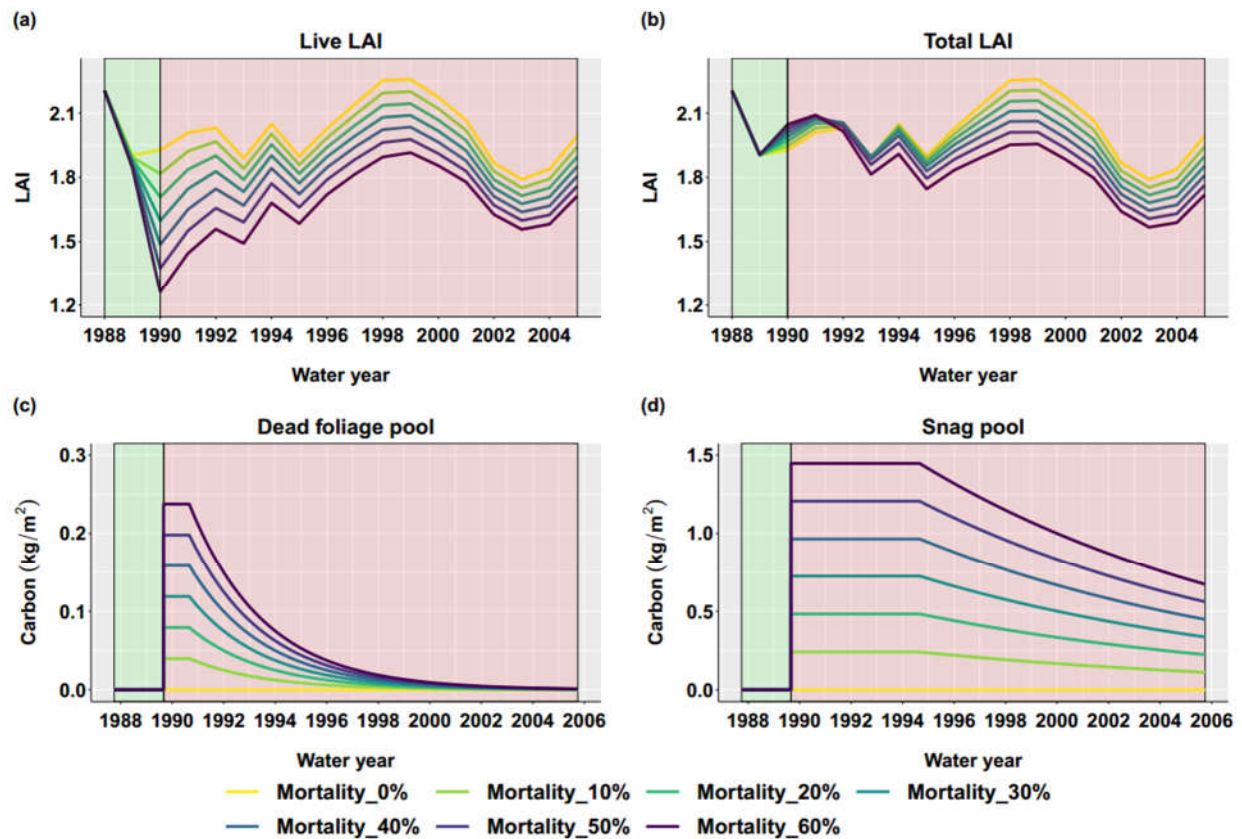 (a)
Live LAI
LAI
2.1
1.8
1.5
1.2
1988 1990 1992 1994 1996 1998 2000 2002 2004
Water year
(b)
Total LAI
LAI
2.1
1.8
1.5
1.2
1988 1990 1992 1994 1996 1998 2000 2002 2004
Water year
(c)
Dead foliage pool
Carbon (kg/m²)
0.3
0.2
0.1
0.0
1988 1990 1992 1994 1996 1998 2000 2002 2004 2006
Water year
(d)
Snag pool
Carbon (kg/m²)
1.5
1.0
0.5
0.0
1988 1990 1992 1994 1996 1998 2000 2002 2004 2006
Water year
Mortality_0% Mortality_10% Mortality_20% Mortality_30%
Mortality_40% Mortality_50% Mortality_60%